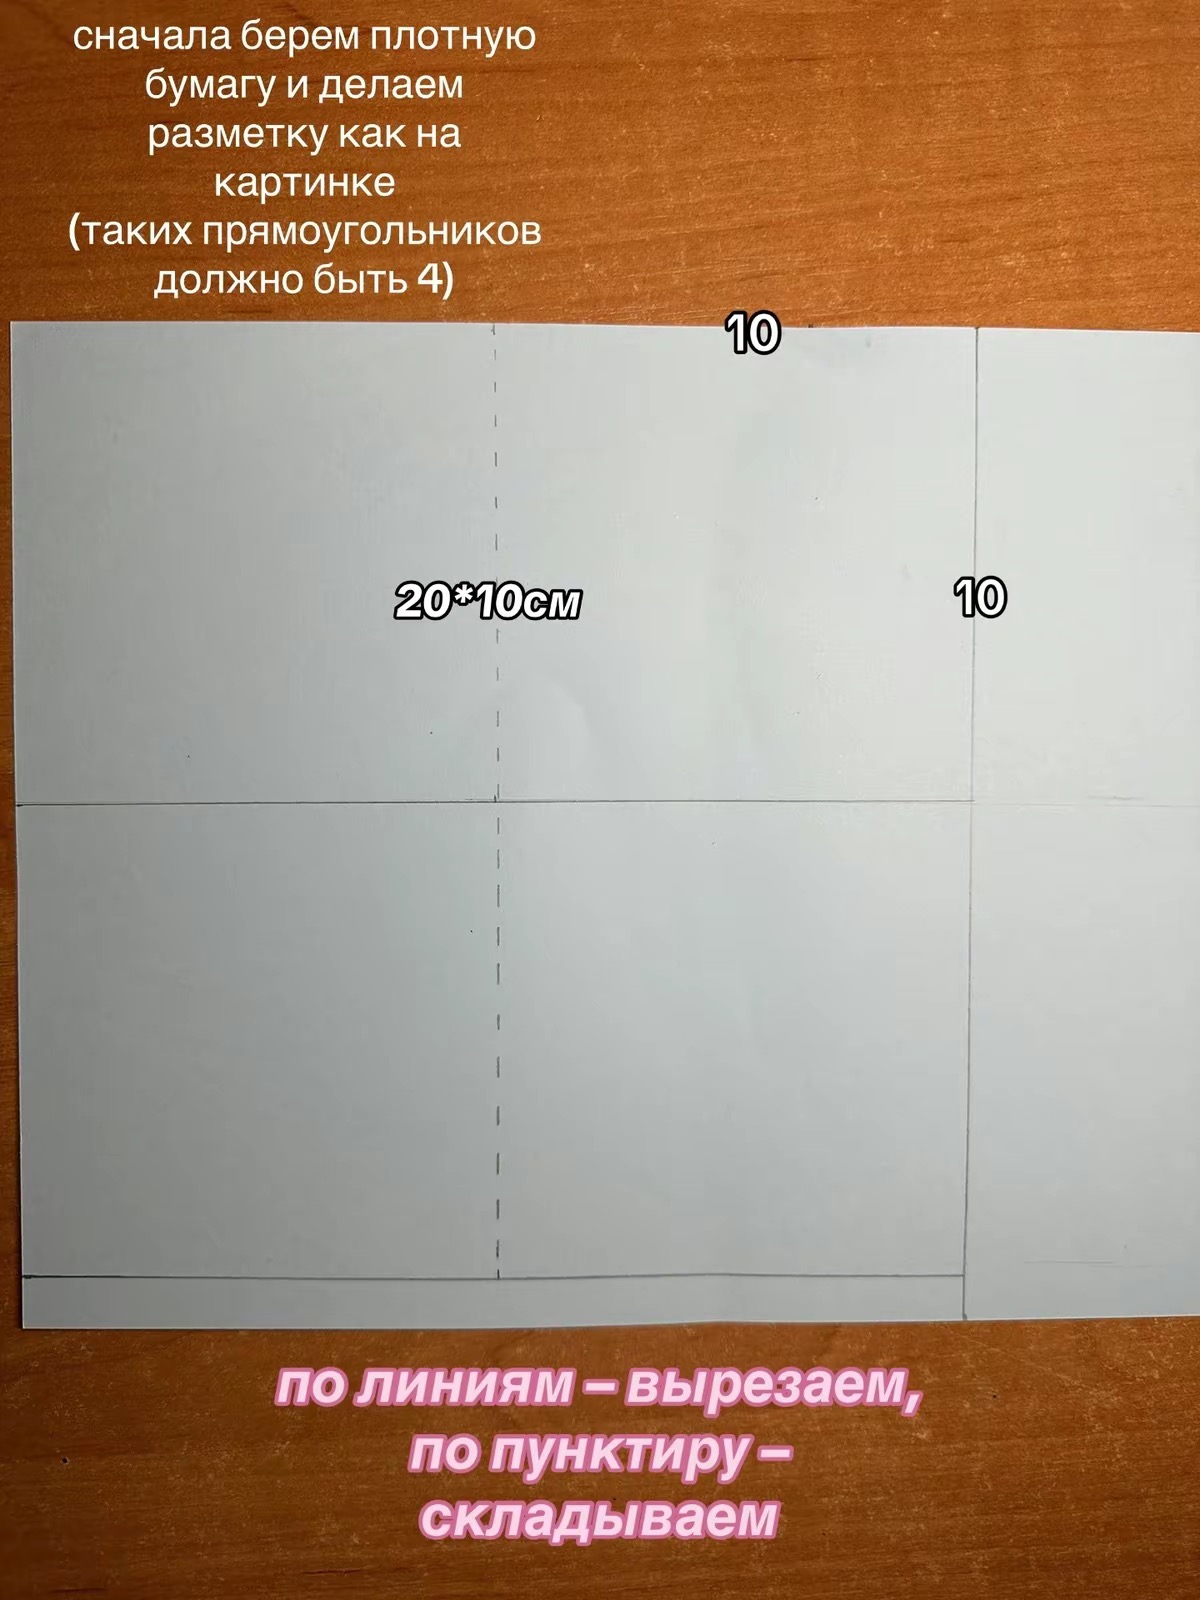 сначала берем плотную
бумагу и делаем
разметку как на
картинке
(таких прямоугольников
должно быть 4)
10
20*10см
10
по линиям – вырезаем,
по пунктиру –
складываем